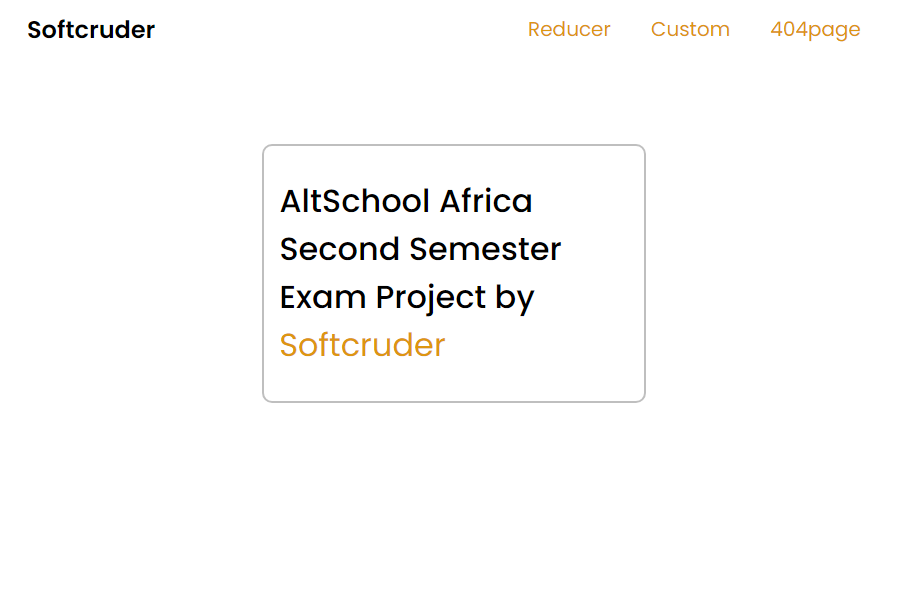 Softcruder Reducer Custom 404page
AltSchool Africa
Second Semester
Exam Project by
Softcruder